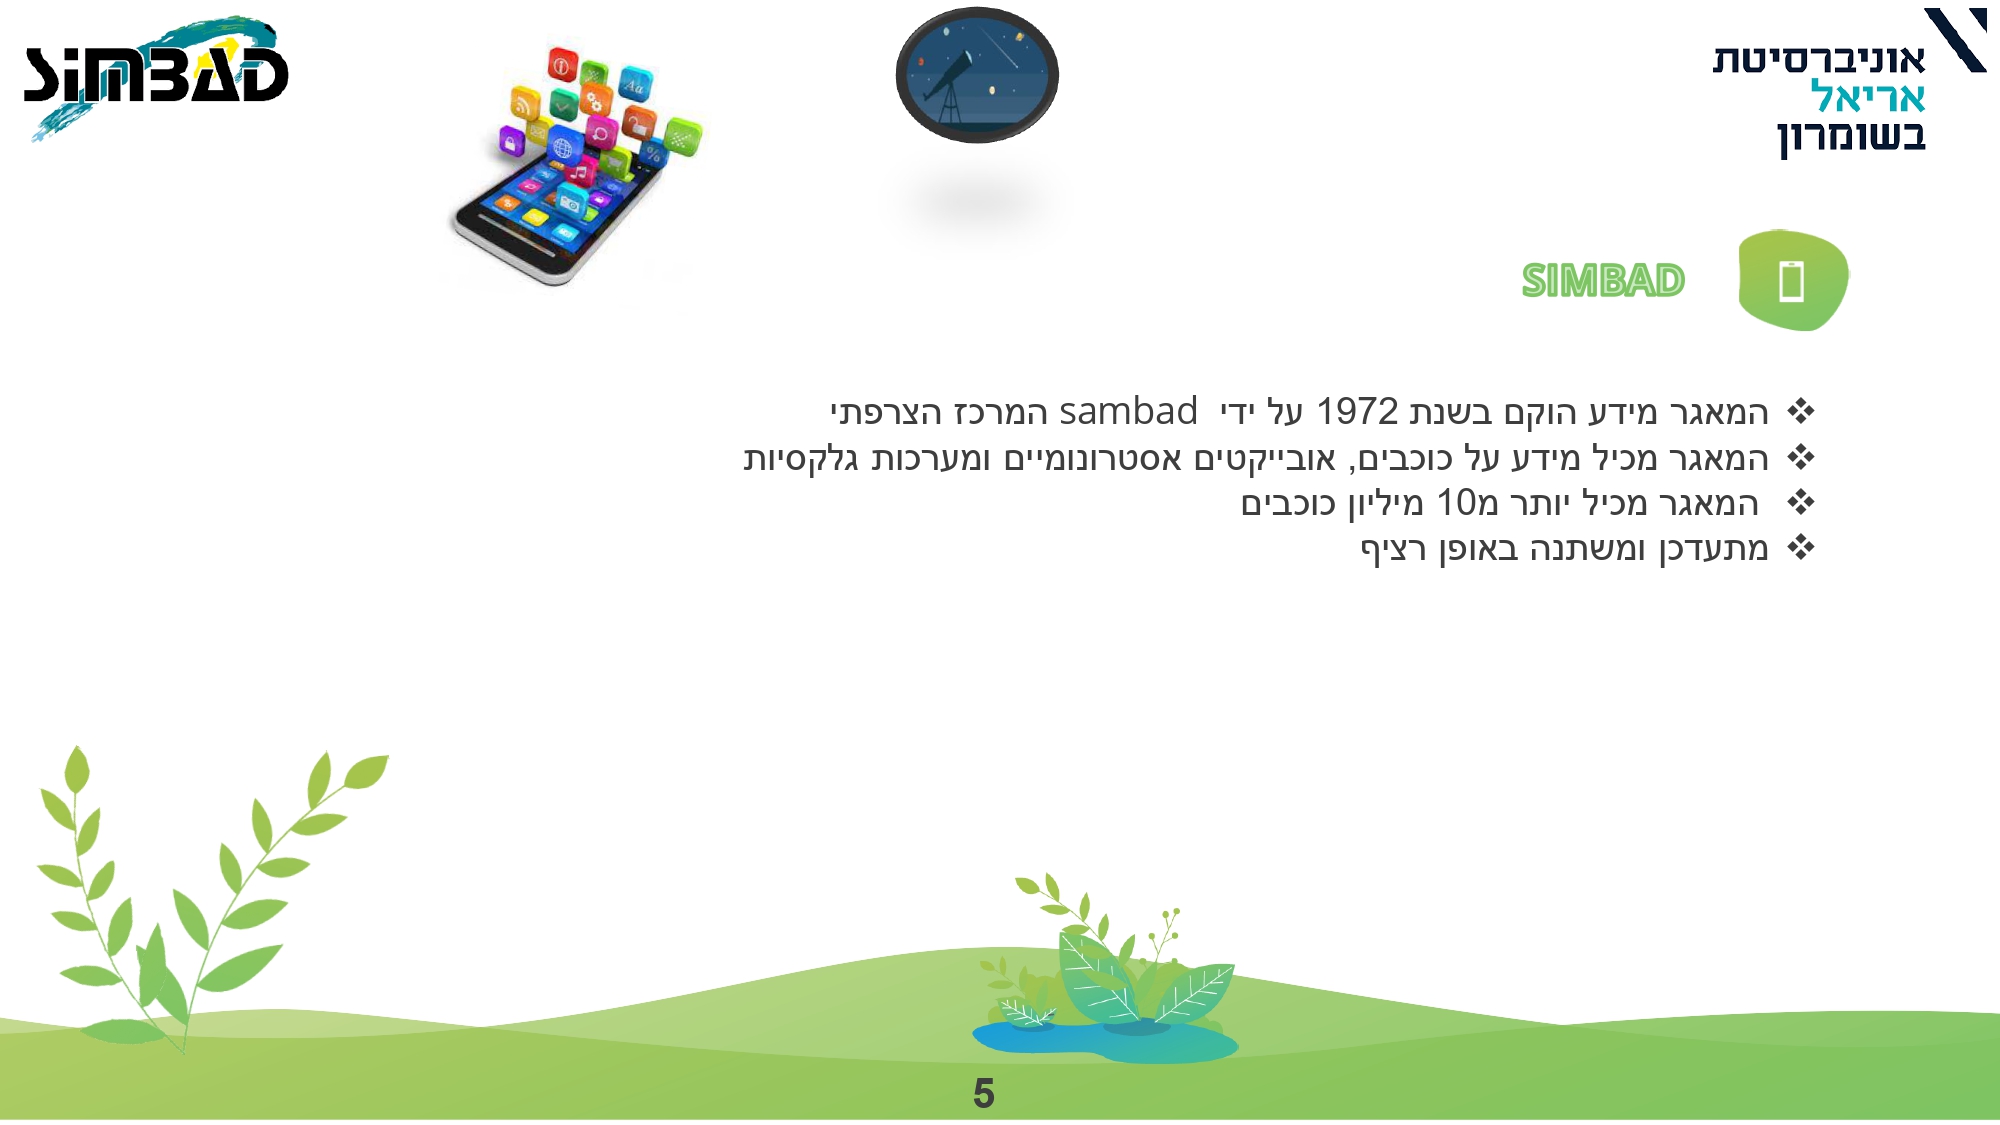 SIMBAD
אוניברסיטת
אריאל
בשומרון
SIMBAD
❖ המאגר מידע הוקם בשנת 1972 על ידי sambad המרכז הצרפתי
❖ המאגר מכיל מידע על כוכבים, אובייקטים אסטרונומיים ומערכות גלקסיות
❖ המאגר מכיל יותר מ10 מיליון כוכבים
❖ מתעדכן ומשתנה באופן רציף
5